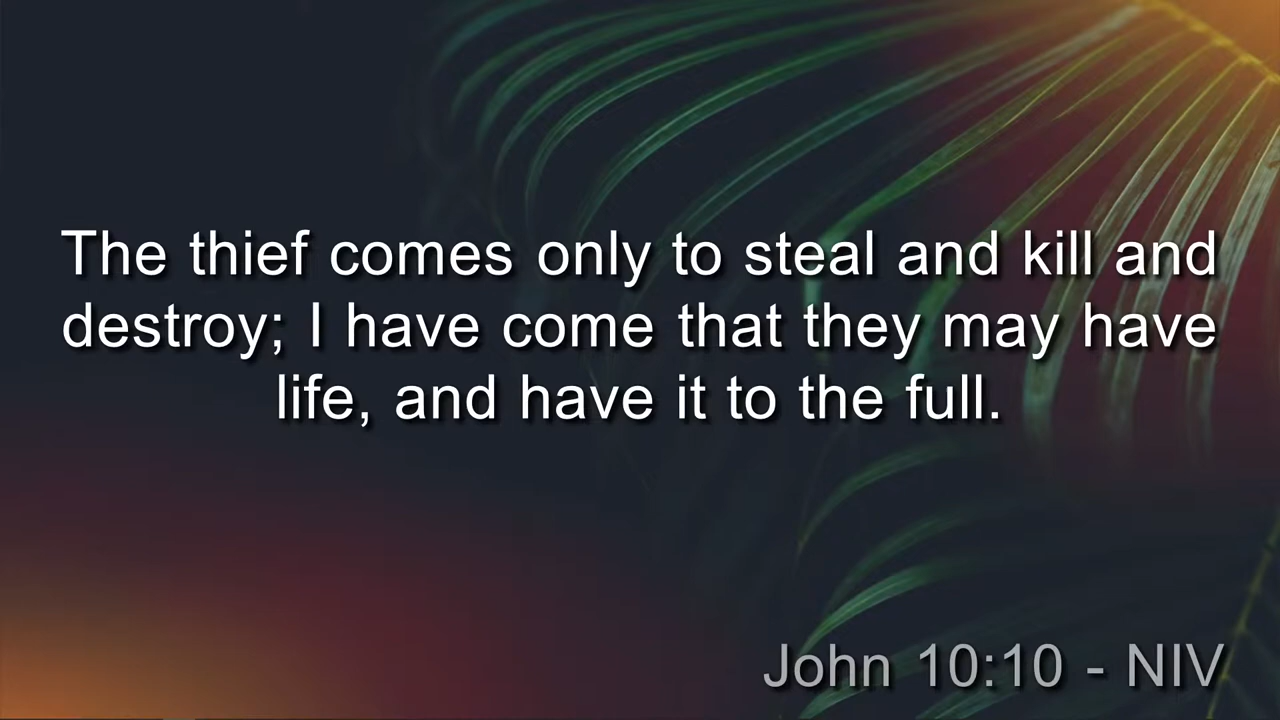 The thief comes only to steal and kill and
destroy; I have come that they may have
life, and have it to the full.
John 10:10 - NIV